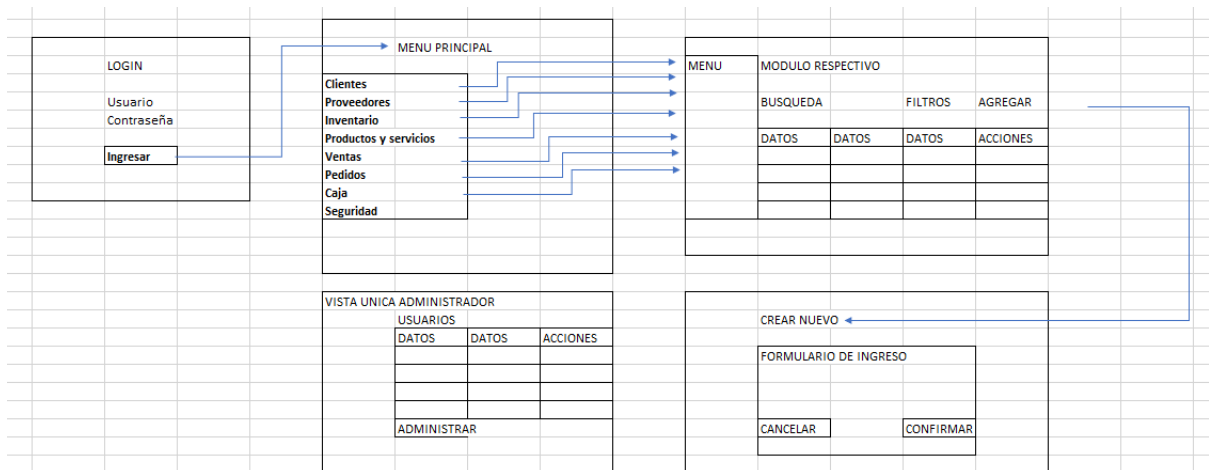 LOGIN
Usuario
Contraseña
Ingresar
MENU PRINCIPAL
Clientes
Proveedores
Inventario
Productos y servicios
Ventas
Pedidos
Caja
Seguridad
MENU MODULO RESPECTIVO
BUSQUEDA FILTROS AGREGAR
DATOS DATOS DATOS ACCIONES
VISTA UNICA ADMINISTRADOR
USUARIOS
DATOS DATOS ACCIONES
ADMINISTRAR
CREAR NUEVO
FORMULARIO DE INGRESO
CANCELAR CONFIRMAR